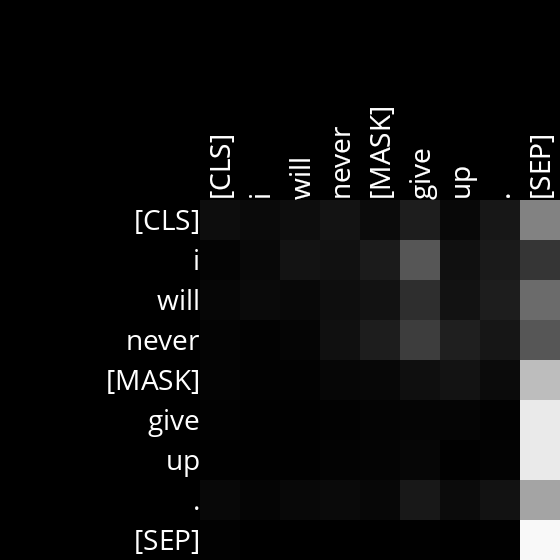 [CLS] i will never [MASK] give up . [SEP]
[CLS]
i
will
never
[MASK]
give
up
.
[SEP]